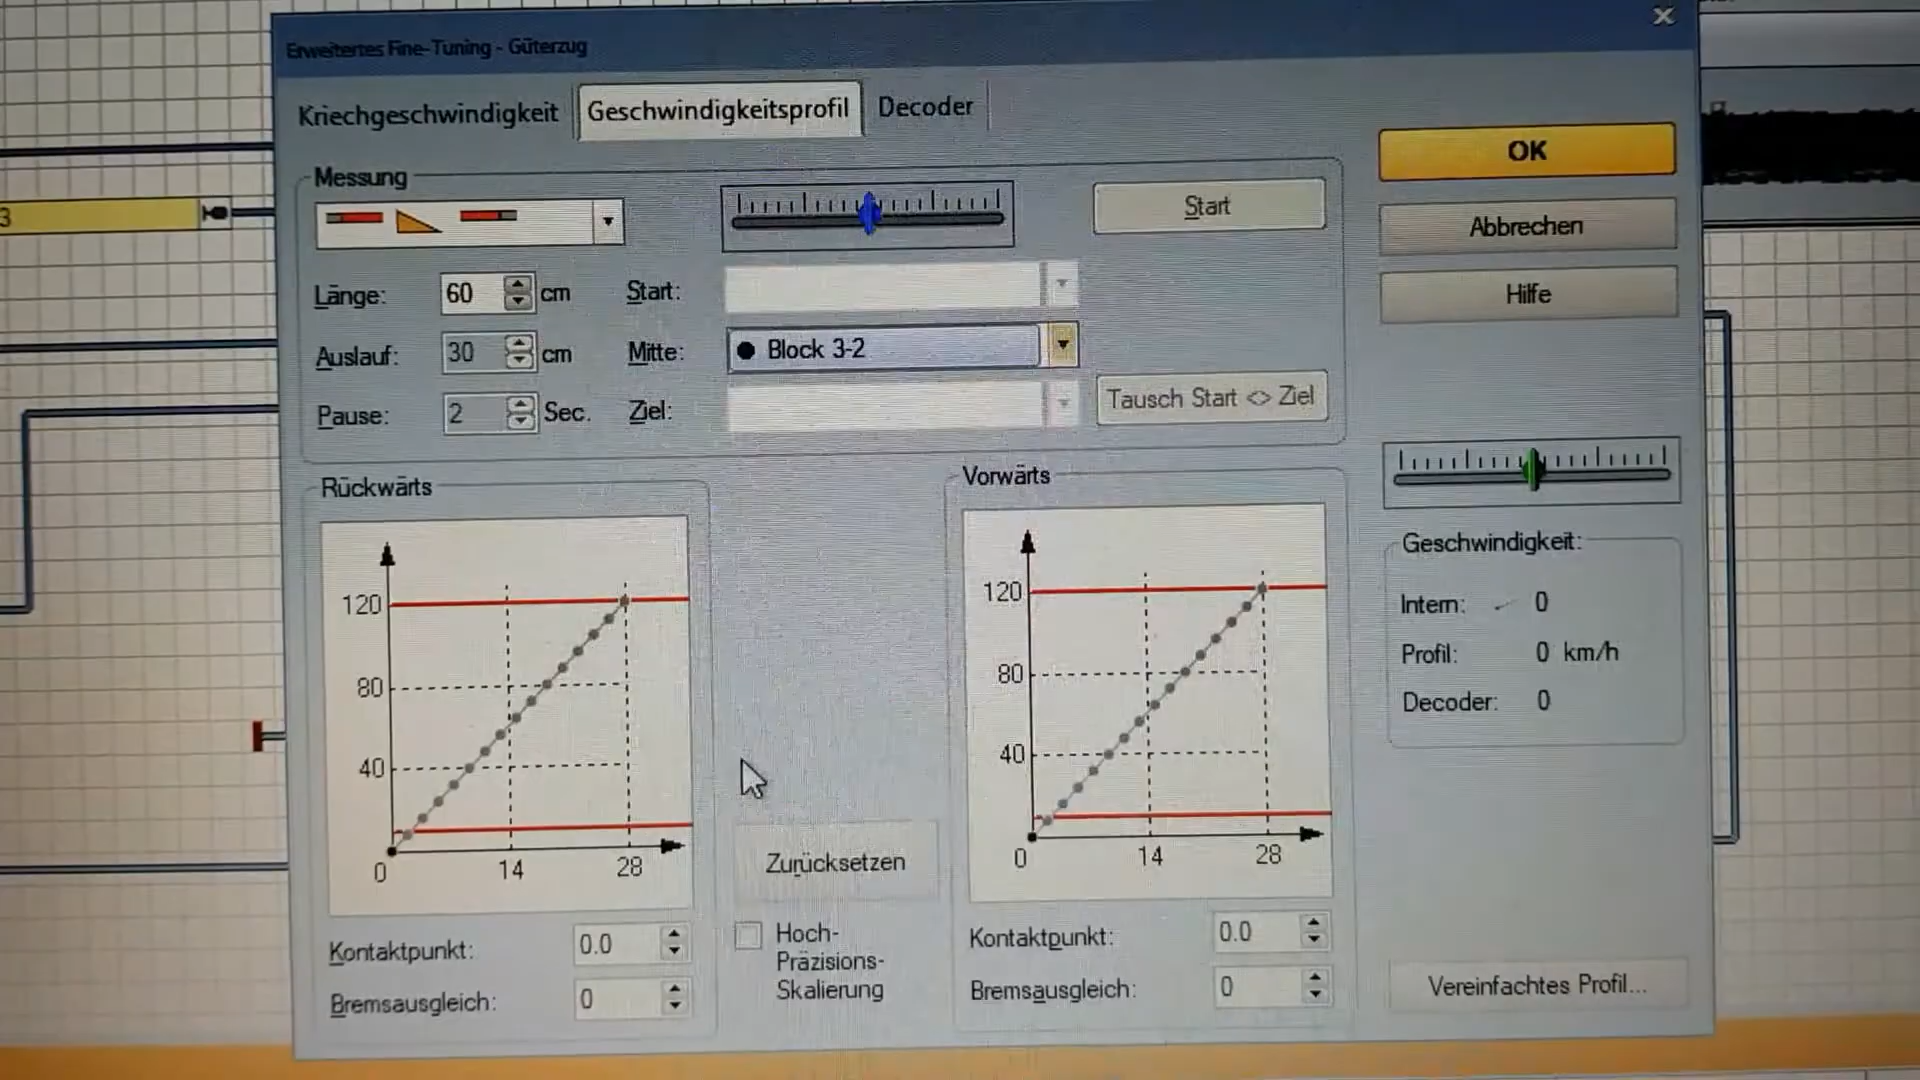 Erweitertes Fine-Tuning - Güterzug
Kriechgeschwindigkeit
Geschwindigkeitsprofil
Decoder
Messung
OK
Start
Abbrechen
Hilfe
3
Länge: 60 cm
Start:
Auslauf: 30 cm
Mitte: Block 3-2
Pause: 2 Sec.
Ziel:
Tausch Start <> Ziel
Rückwärts
120
80
40
0 14 28
Kontaktpunkt: 0.0
Bremsausgleich: 0
Zurücksetzen
Hoch-
Präzisions-
Skalierung
Vorwärts
120
80
40
0 14 28
Kontaktpunkt: 0.0
Bremsausgleich: 0
Geschwindigkeit:
Intern: 0
Profil: 0 km/h
Decoder: 0
Vereinfachtes Profil...